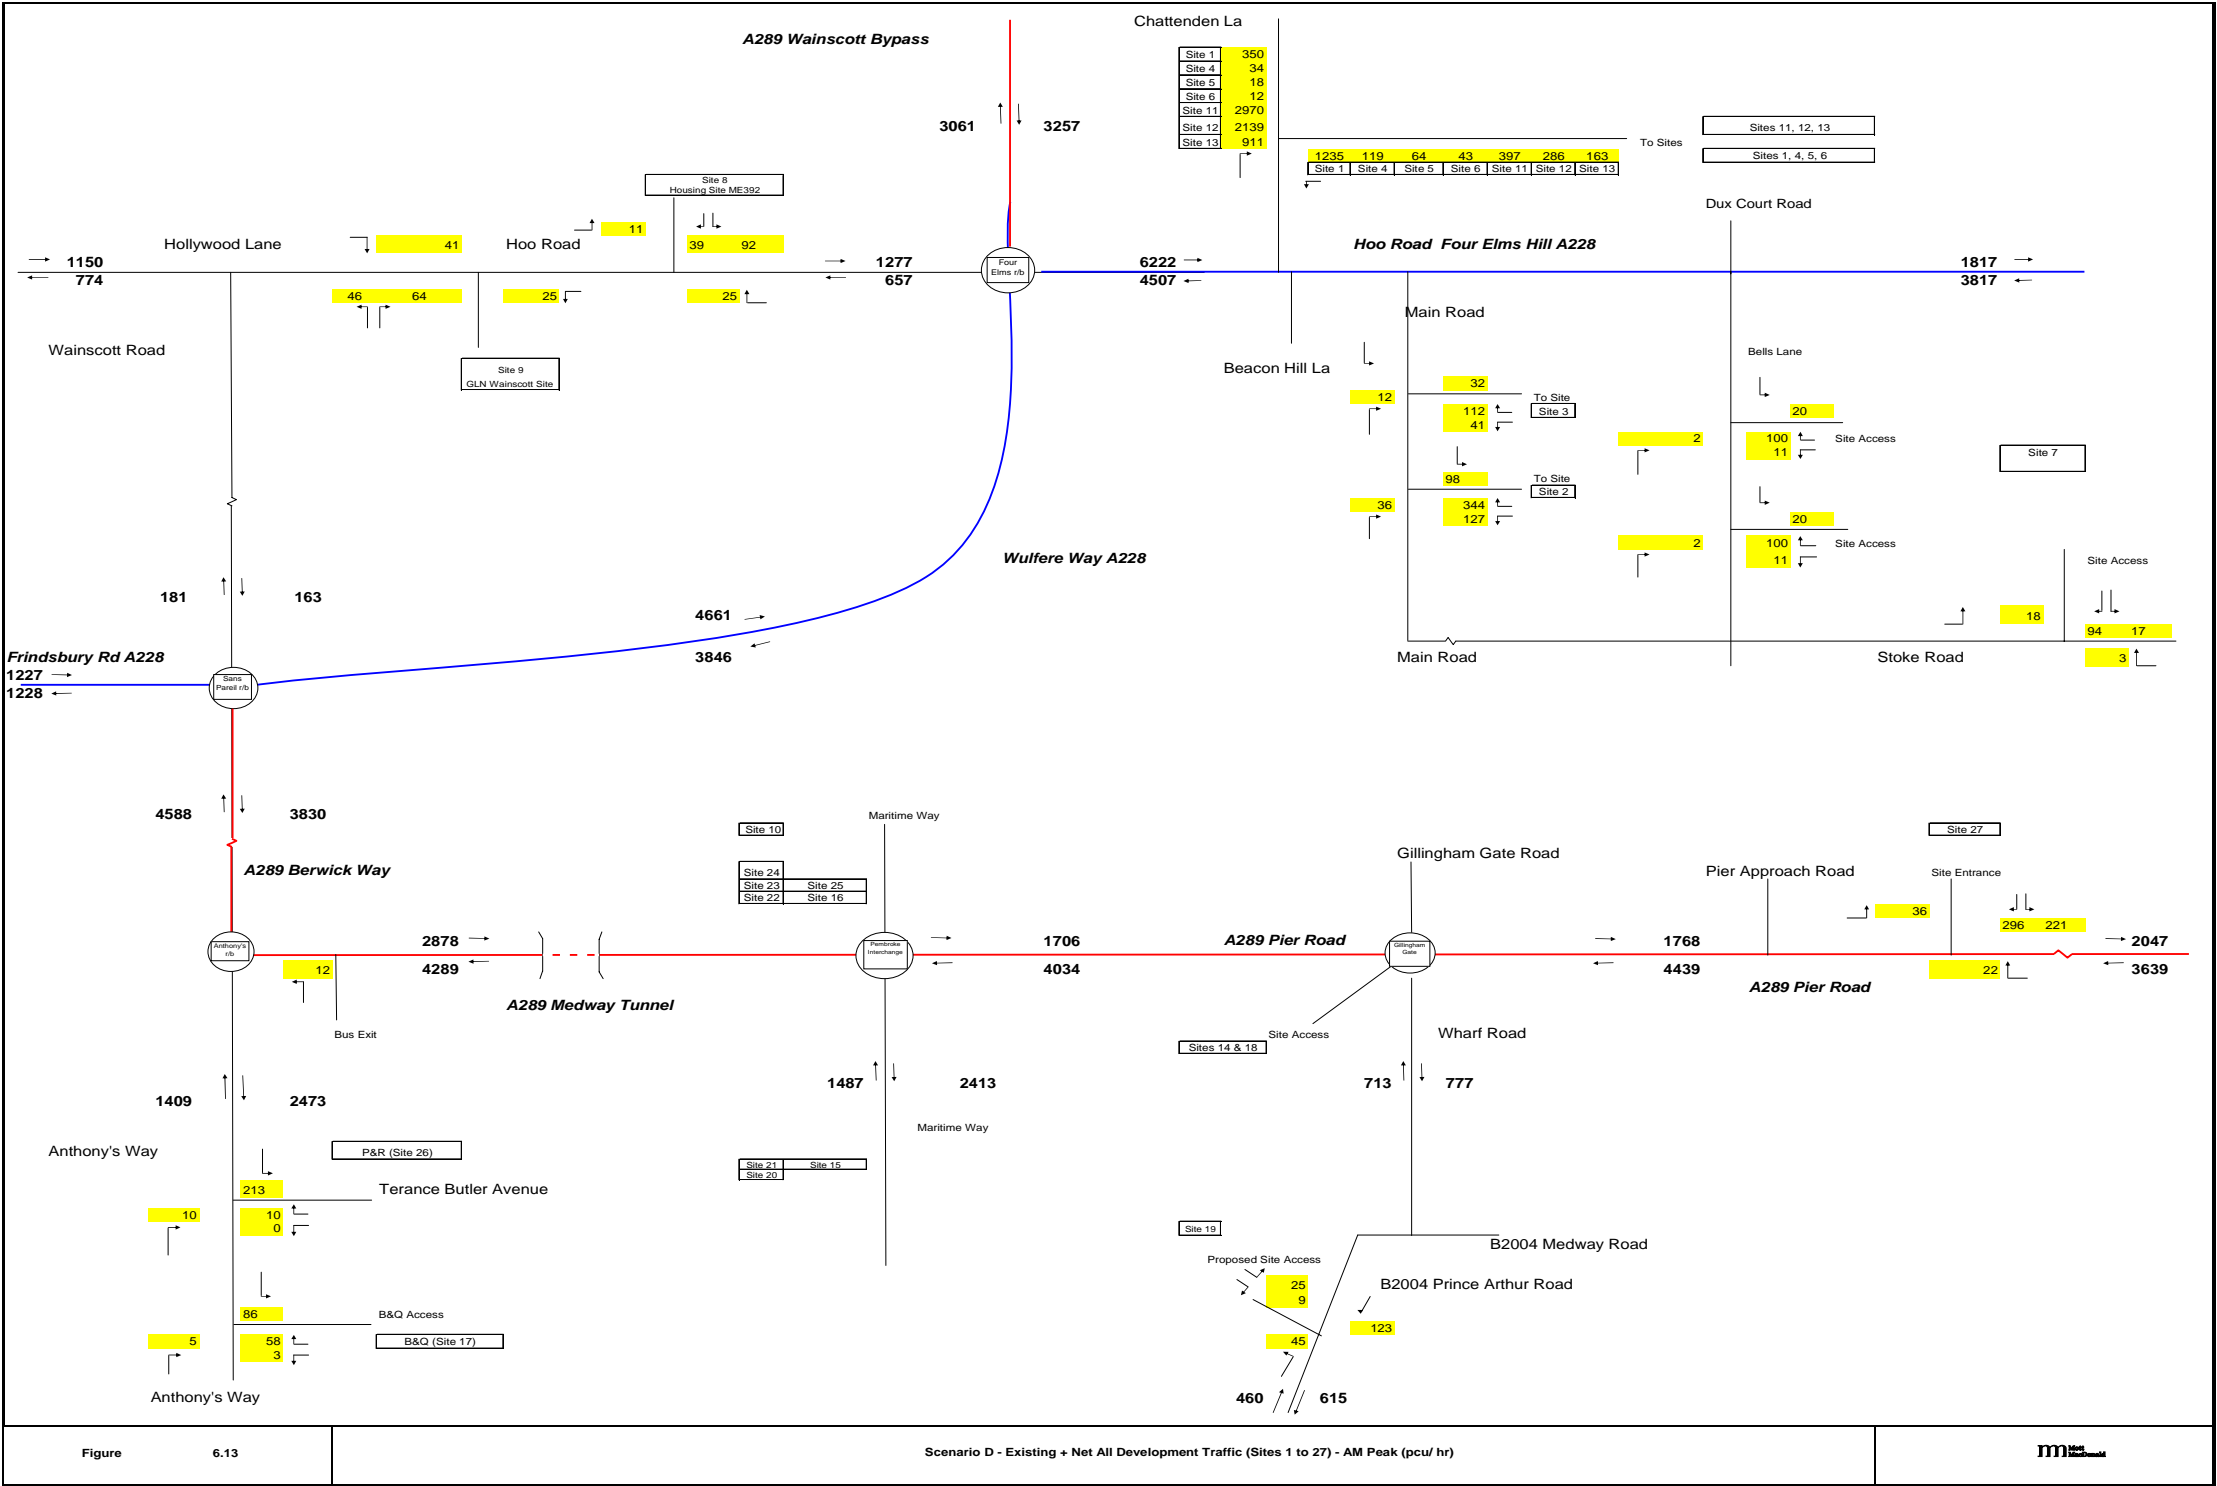 Chattenden La
A289 Wainscott Bypass
Site 1 350
Site 4 34
Site 5 18
Site 6 12
Site 11 2970
Site 12 2139
Site 13 911
3061 3257
Sites 11, 12, 13
To Sites
Sites 1, 4, 5, 6
1235 119 64 43 397 286 163
Site 1 Site 4 Site 5 Site 6 Site 11 Site 12 Site 13
Site 8
Housing Site ME392
Dux Court Road
11
Hollywood Lane 41 Hoo Road 39 92
Hoo Road Four Elms Hill A228
1150 1277 6222 1817
774 657 4507 3817
Four
Elms r/b
46 64 25 25
Main Road
Wainscott Road
Bells Lane
Beacon Hill La
Site 9
GLN Wainscott Site
32
12 To Site
112 Site 3
41
20
2 100 Site Access
11
Site 7
98 To Site
Site 2
36 344
127
20
2 100 Site Access
11
Wulfere Way A228
Site Access
181 163
4661
3846
18
94 17
3
Main Road Stoke Road
Frindsbury Rd A228
1227
1228
Sans
Pareil r/b
4588 3830
Maritime Way
Site 10
Site 27
A289 Berwick Way
Gillingham Gate Road
Site 24
Site 23 Site 25
Site 22 Site 16
Pier Approach Road Site Entrance
36
296 221
Anthony's
r/b
2878
4289
Pembroke
Interchange
1706
4034
A289 Pier Road
Gillingham
Gate
1768
4439
2047
3639
12
22
A289 Pier Road
A289 Medway Tunnel
Bus Exit
Site Access
Wharf Road
Sites 14 & 18
1487 2413
713 777
1409 2473
Maritime Way
Anthony's Way
P&R (Site 26)
Site 21 Site 15
Site 20
213 Terance Butler Avenue
10 10
0
Site 19
B2004 Medway Road
Proposed Site Access
25
9
B2004 Prince Arthur Road
86 B&Q Access
123
5 58 B&Q (Site 17)
3
45
Anthony's Way
460 615
Figure 6.13
Scenario D - Existing + Net All Development Traffic (Sites 1 to 27) - AM Peak (pcu/ hr)
Mott
MacDonald